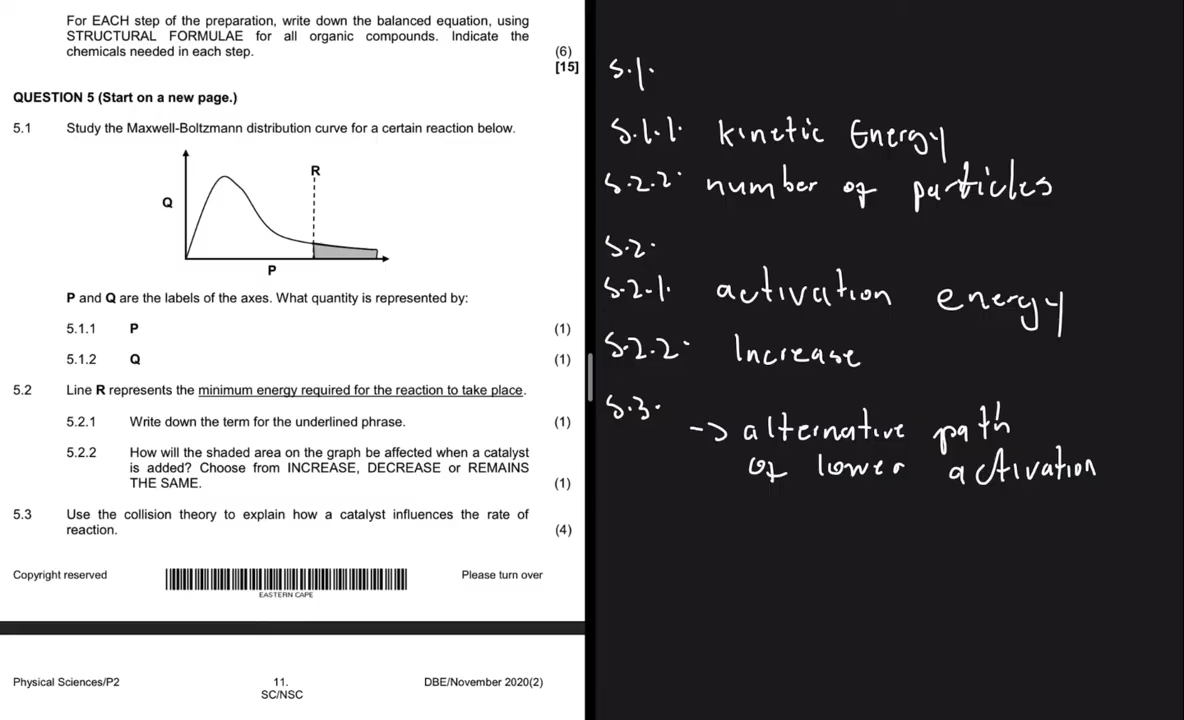 For EACH step of the preparation, write down the balanced equation, using
STRUCTURAL FORMULAE for all organic compounds. Indicate the
chemicals needed in each step. (6)
[15]
QUESTION 5 (Start on a new page.)
5.1 Study the Maxwell-Boltzmann distribution curve for a certain reaction below.
R
Q
P
P and Q are the labels of the axes. What quantity is represented by:
5.1.1 P (1)
5.1.2 Q (1)
5.2 Line R represents the minimum energy required for the reaction to take place.
5.2.1 Write down the term for the underlined phrase. (1)
5.2.2 How will the shaded area on the graph be affected when a catalyst
is added? Choose from INCREASE, DECREASE or REMAINS
THE SAME. (1)
5.3 Use the collision theory to explain how a catalyst influences the rate of
reaction. (4)
Copyright reserved Please turn over
EASTERN CAPE
Physical Sciences/P2 11. DBE/November 2020(2)
SC/NSC
5.1.
5.1.1. kinetic Energy
5.2.2. number of particles
5.2.
5.2.1. activation energy
5.2.2. Increase
5.3.
-> alternative path
of lower activation